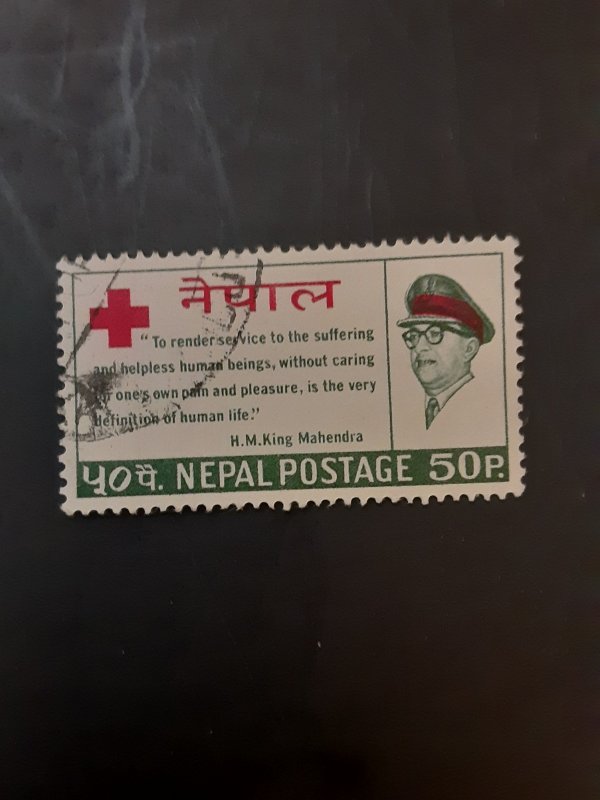 नेपाल
"To render service to the suffering
and helpless human beings, without caring
for one's own pain and pleasure, is the very
definition of human life."
H.M.King Mahendra
५०पै. NEPAL POSTAGE 50P.